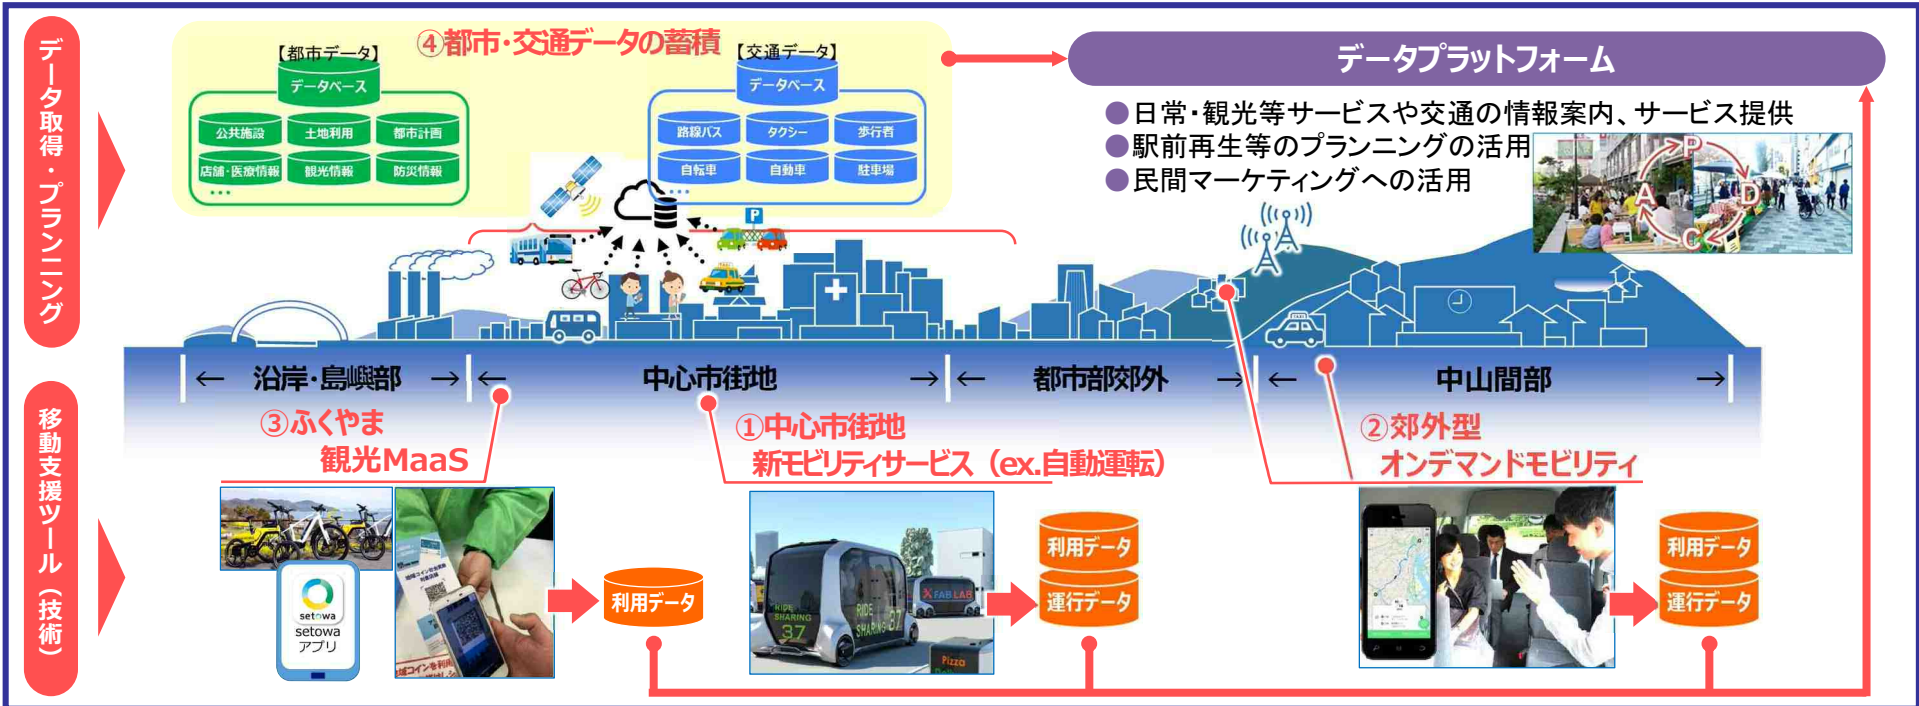 データ取得・プランニング
④都市・交通データの蓄積
【都市データ】
データベース
公共施設
土地利用
都市計画
店舗・医療情報
観光情報
防災情報
•••
【交通データ】
データベース
路線バス
タクシー
歩行者
自転車
自動車
駐車場
•••
データプラットフォーム
●日常・観光等サービスや交通の情報案内、サービス提供
●駅前再生等のプランニングの活用
●民間マーケティングへの活用
P
D
C
A
P
TAXI
← 沿岸・島嶼部 →
← 中心市街地 →
← 都市部郊外 →
← 中山間部 →
移動支援ツール（技術）
③ふくやま
観光MaaS
①中心市街地
新モビリティサービス（ex.自動運転）
②郊外型
オンデマンドモビリティ
setowa
setowa
アプリ
利用データ
RIDE
SHARING
37
RIDE
SHARING 37
FAB LAB
Pizza
利用データ
運行データ
利用データ
運行データ